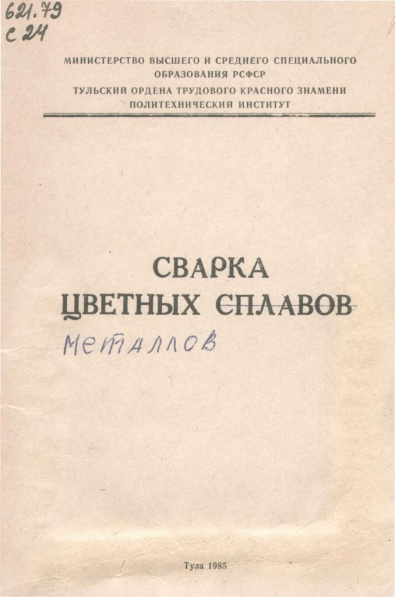 621.79
С 24
МИНИСТЕРСТВО ВЫСШЕГО И СРЕДНЕГО СПЕЦИАЛЬНОГО
ОБРАЗОВАНИЯ РСФСР
ТУЛЬСКИЙ ОРДЕНА ТРУДОВОГО КРАСНОГО ЗНАМЕНИ
ПОЛИТЕХНИЧЕСКИЙ ИНСТИТУТ
СВАРКА
ЦВЕТНЫХ СПЛАВОВ
металлов
Тула 1985